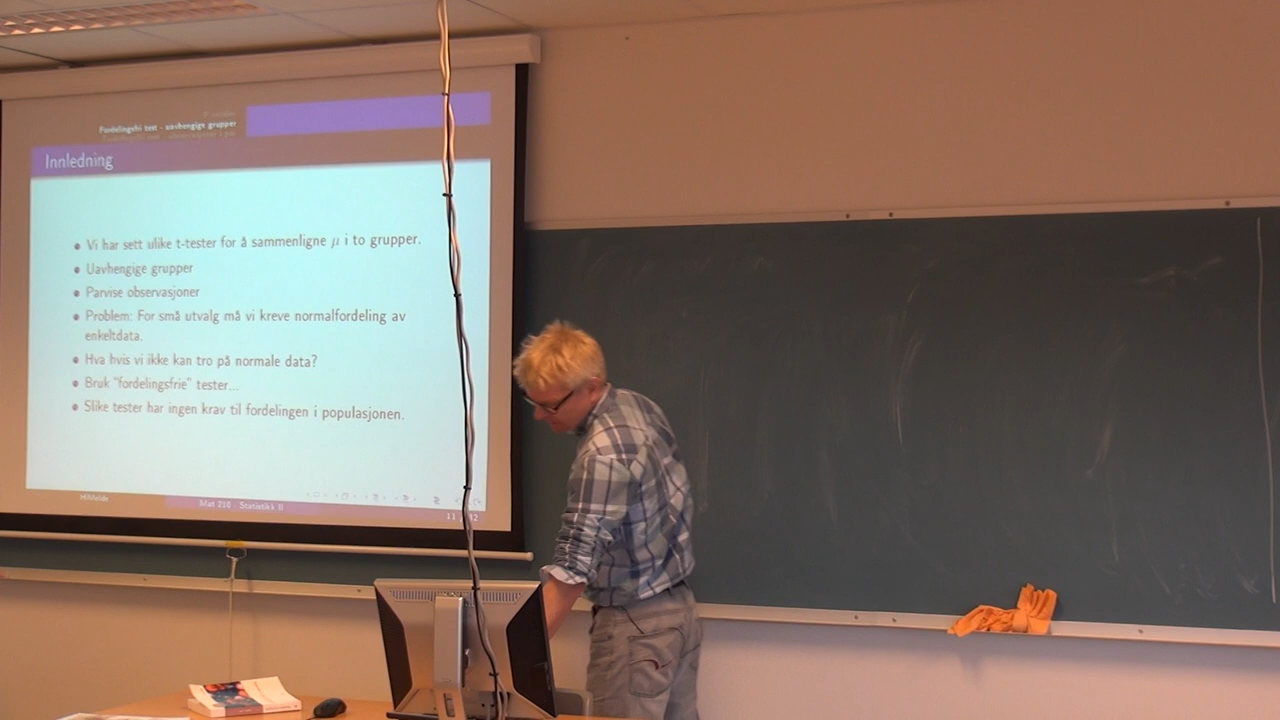 Fordelingsfri test - uavhengige grupper
Innledning
Vi har sett ulike t-tester for å sammenligne μ i to grupper.
Uavhengige grupper
Parvise observasjoner
Problem: For små utvalg må vi kreve normalfordeling av
enkeltdata.
Hva hvis vi ikke kan tro på normale data?
Bruk "fordelingsfrie" tester...
Slike tester har ingen krav til fordelingen i populasjonen.
HiMolde
Mat 210 - Statistikk II